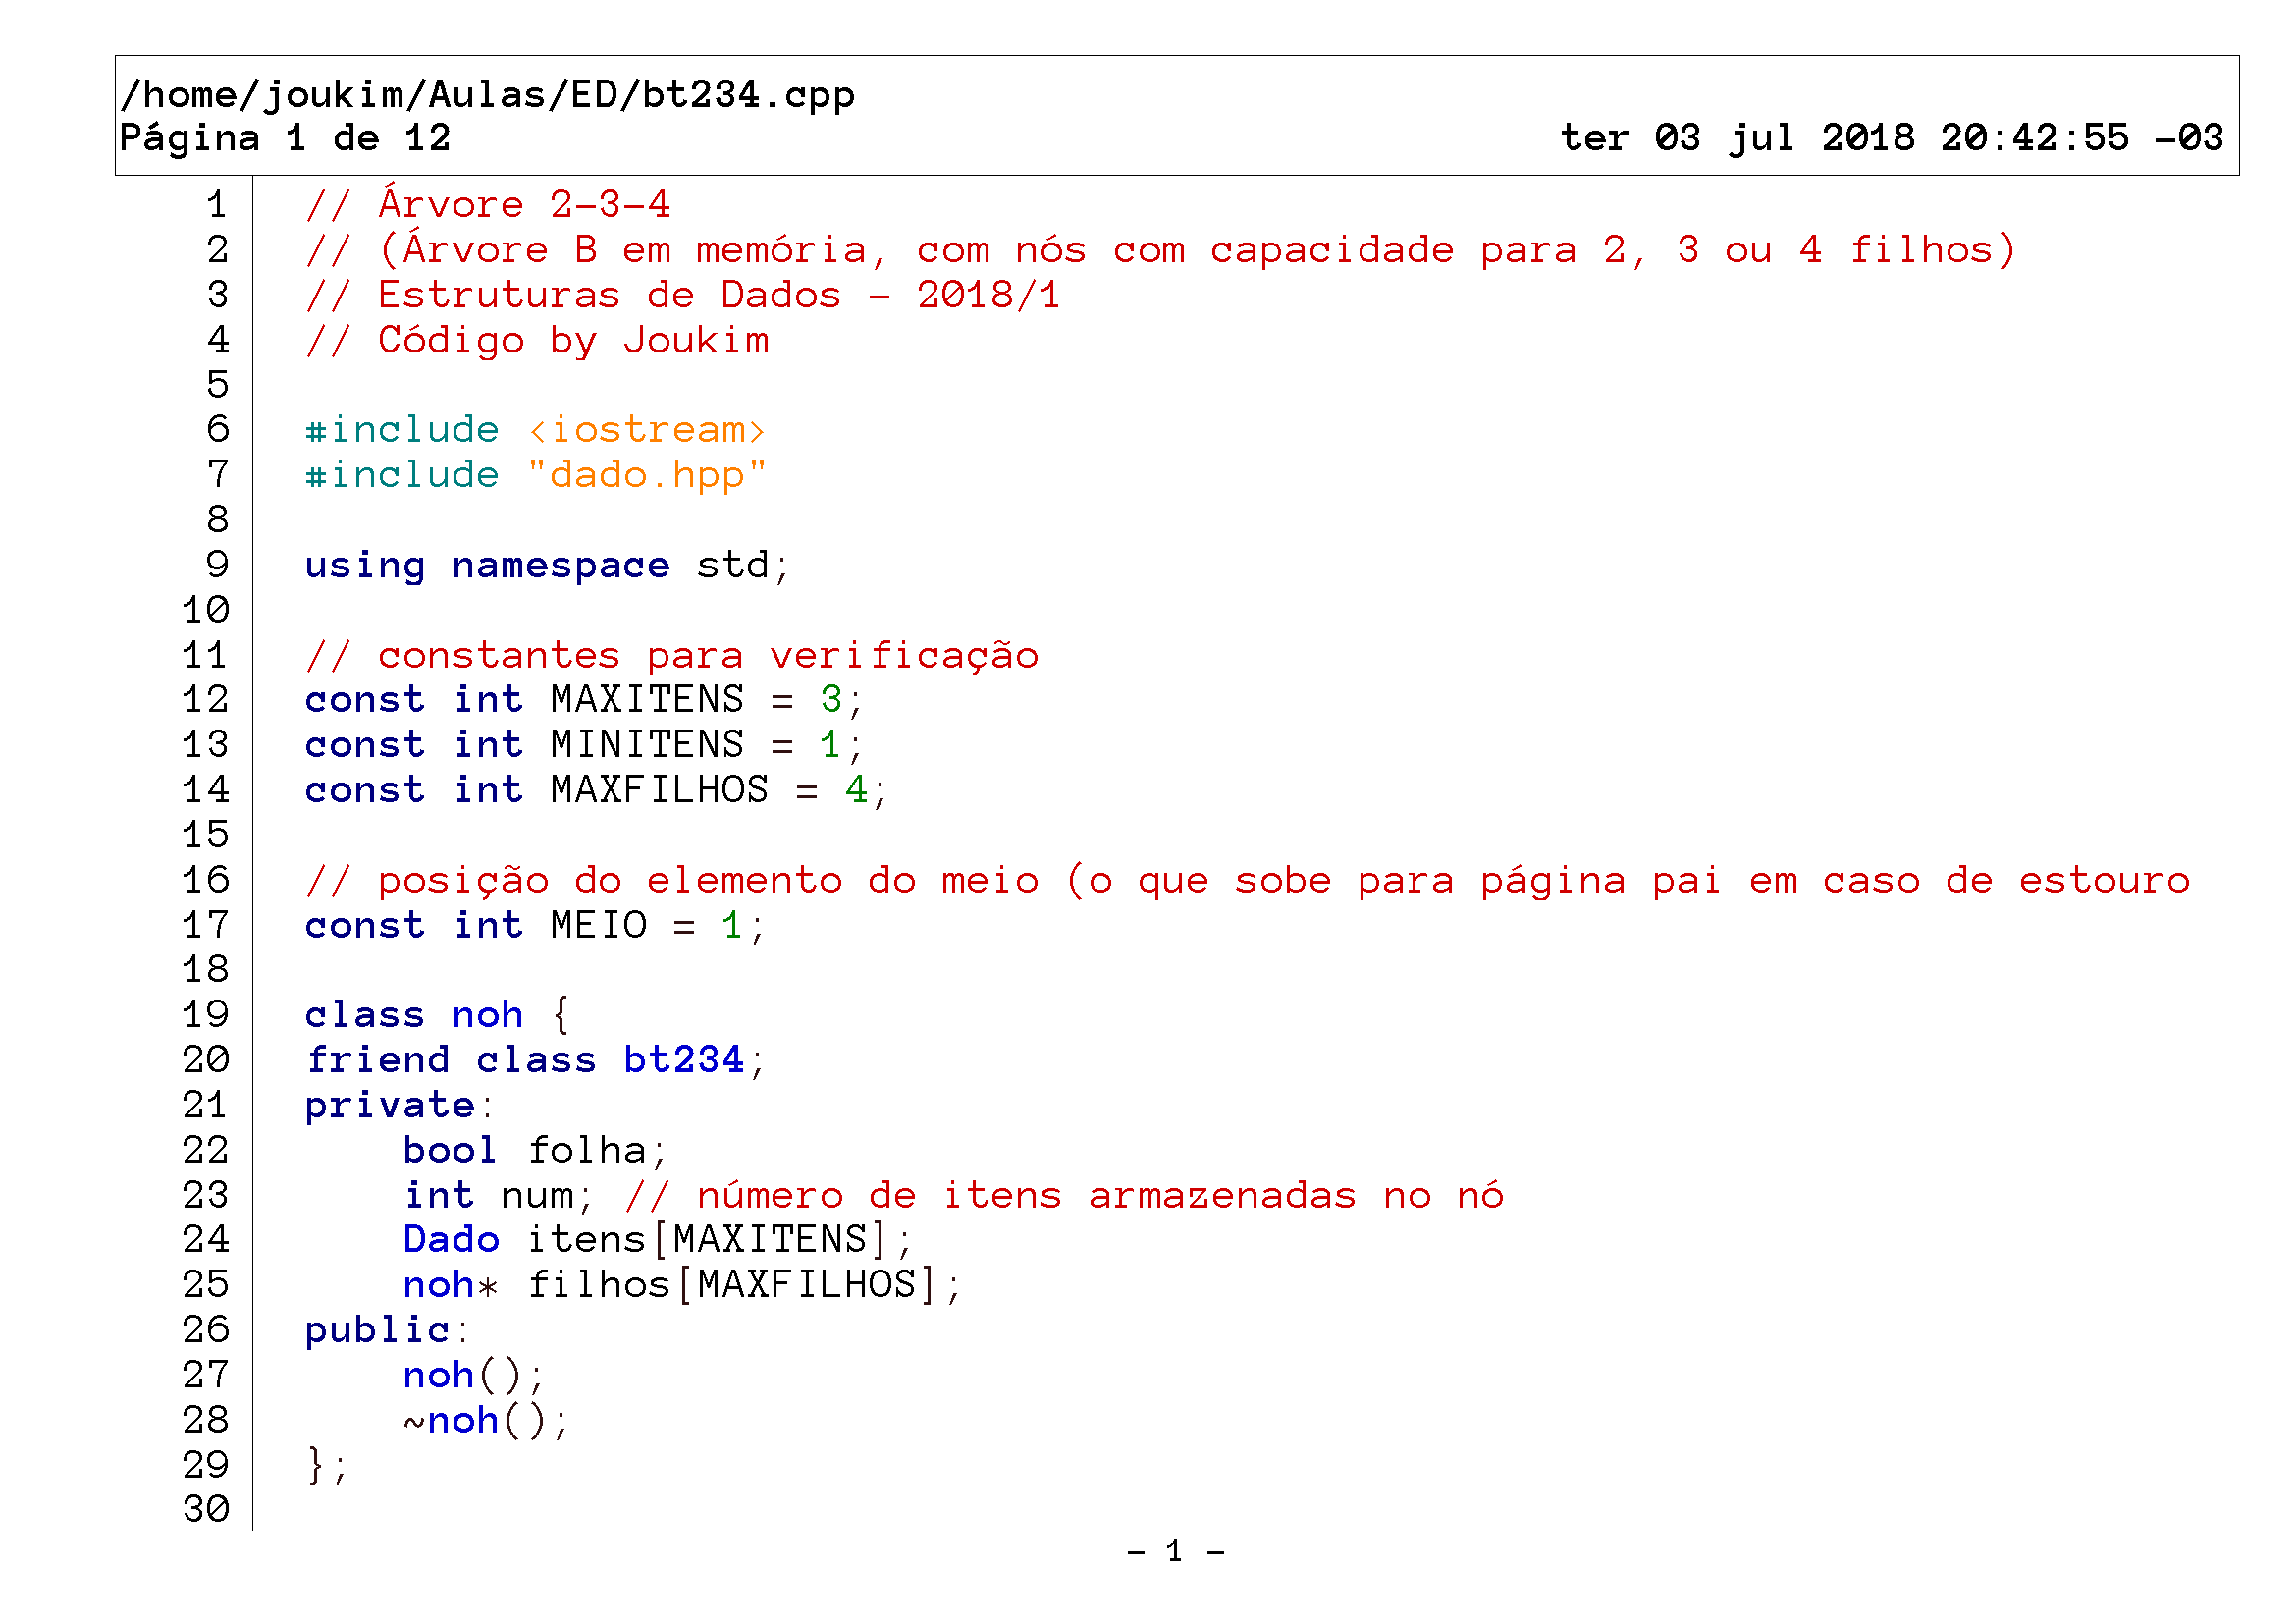 /home/joukim/Aulas/ED/bt234.cpp
Página 1 de 12 ter 03 jul 2018 20:42:55 -03
1 // Árvore 2-3-4
2 // (Árvore B em memória, com nós com capacidade para 2, 3 ou 4 filhos)
3 // Estruturas de Dados - 2018/1
4 // Código by Joukim
5
6 #include <iostream>
7 #include "dado.hpp"
8
9 using namespace std;
10
11 // constantes para verificação
12 const int MAXITENS = 3;
13 const int MINITENS = 1;
14 const int MAXFILHOS = 4;
15
16 // posição do elemento do meio (o que sobe para página pai em caso de estouro
17 const int MEIO = 1;
18
19 class noh {
20 friend class bt234;
21 private:
22     bool folha;
23     int num; // número de itens armazenadas no nó
24     Dado itens[MAXITENS];
25     noh* filhos[MAXFILHOS];
26 public:
27     noh();
28     ~noh();
29 };
30
- 1 -